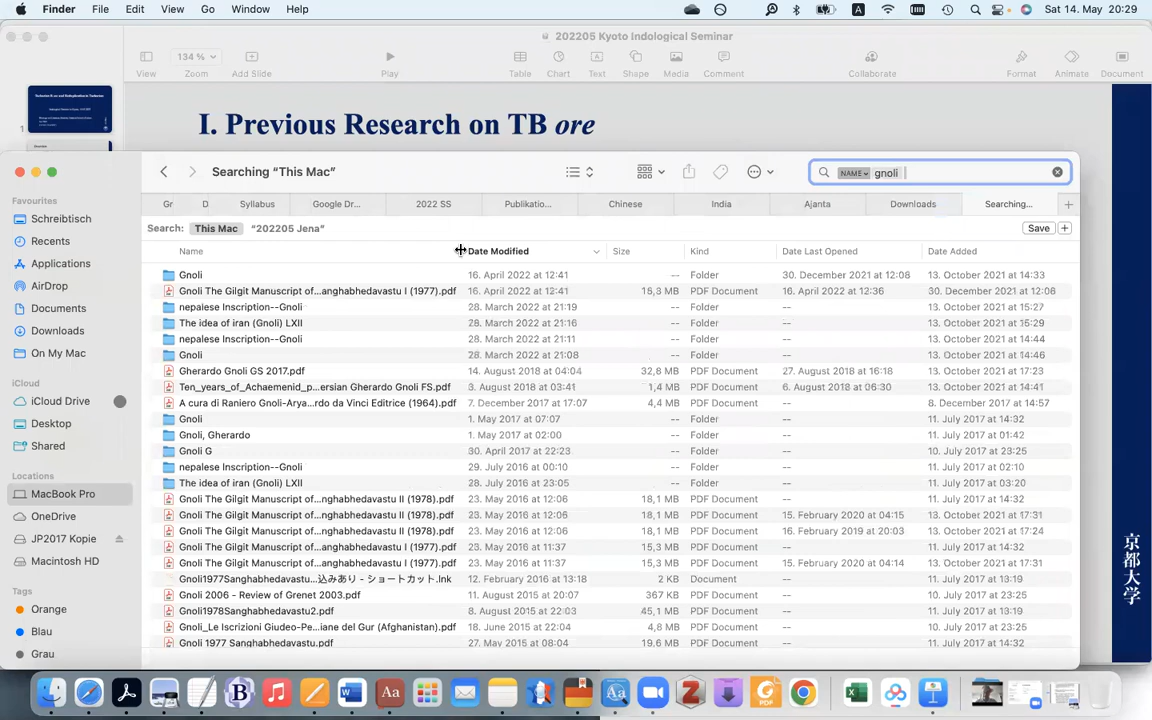 Finder File Edit View Go Window Help A Sat 14. May 20:29
202205 Kyoto Indological Seminar
134 %
View Zoom Add Slide Play Table Chart Text Shape Media Comment Collaborate Format Animate Document
1
I. Previous Research on TB ore
Searching “This Mac” NAME gnoli
Gr D Syllabus Google Dr... 2022 SS Publikatio... Chinese India Ajanta Downloads Searching... +
Search: This Mac “202205 Jena” Save +
Name Date Modified Size Kind Date Last Opened Date Added
Gnoli 16. April 2022 at 12:41 -- Folder 30. December 2021 at 12:08 13. October 2021 at 14:33
Gnoli The Gilgit Manuscript of...anghabhedavastu I (1977).pdf 16. April 2022 at 12:41 15,3 MB PDF Document 16. April 2022 at 12:36 30. December 2021 at 12:06
nepalese Inscription--Gnoli 28. March 2022 at 21:19 -- Folder -- 13. October 2021 at 15:27
The idea of iran (Gnoli) LXII 28. March 2022 at 21:16 -- Folder -- 13. October 2021 at 15:29
nepalese Inscription--Gnoli 28. March 2022 at 21:11 -- Folder -- 13. October 2021 at 14:44
Gnoli 28. March 2022 at 21:08 -- Folder -- 13. October 2021 at 14:46
Gherardo Gnoli GS 2017.pdf 14. August 2018 at 04:04 32,8 MB PDF Document 27. August 2018 at 16:18 13. October 2021 at 17:23
Ten_years_of_Achaemenid_p...ersian Gherardo Gnoli FS.pdf 3. August 2018 at 03:41 1,4 MB PDF Document 6. August 2018 at 06:30 13. October 2021 at 14:41
A cura di Raniero Gnoli-Arya...rdo da Vinci Editrice (1964).pdf 7. December 2017 at 17:07 4,4 MB PDF Document -- 8. December 2017 at 14:57
Gnoli 1. May 2017 at 07:07 -- Folder -- 11. July 2017 at 14:32
Gnoli, Gherardo 1. May 2017 at 02:00 -- Folder -- 11. July 2017 at 01:42
Gnoli G 30. April 2017 at 22:23 -- Folder -- 10. July 2017 at 23:25
nepalese Inscription--Gnoli 29. July 2016 at 00:10 -- Folder -- 11. July 2017 at 02:10
The idea of iran (Gnoli) LXII 28. July 2016 at 23:05 -- Folder -- 11. July 2017 at 03:20
Gnoli The Gilgit Manuscript of...nghabhedavastu II (1978).pdf 23. May 2016 at 12:06 18,1 MB PDF Document -- 11. July 2017 at 14:32
Gnoli The Gilgit Manuscript of...nghabhedavastu II (1978).pdf 23. May 2016 at 12:06 18,1 MB PDF Document 15. February 2020 at 04:15 13. October 2021 at 17:31
Gnoli The Gilgit Manuscript of...nghabhedavastu II (1978).pdf 23. May 2016 at 12:06 18,1 MB PDF Document 16. February 2019 at 20:03 13. October 2021 at 17:24
Gnoli The Gilgit Manuscript of...anghabhedavastu I (1977).pdf 23. May 2016 at 11:37 15,3 MB PDF Document -- 11. July 2017 at 14:32
Gnoli The Gilgit Manuscript of...anghabhedavastu I (1977).pdf 23. May 2016 at 11:37 15,3 MB PDF Document 15. February 2020 at 04:14 13. October 2021 at 17:31
Gnoli1977Sanghabhedavastu...込みあり - ショートカット.lnk 12. February 2016 at 13:18 2 KB Document -- 11. July 2017 at 13:19
Gnoli 2006 - Review of Grenet 2003.pdf 11. August 2015 at 20:07 367 KB PDF Document -- 10. July 2017 at 23:25
Gnoli1978Sanghabhedavastu2.pdf 8. August 2015 at 22:03 45,1 MB PDF Document -- 11. July 2017 at 13:19
Gnoli_Le Iscrizioni Giudeo-Pe...iane del Gur (Afghanistan).pdf 18. June 2015 at 22:04 4,8 MB PDF Document -- 10. July 2017 at 23:25
Gnoli 1977 Sanghabhedavastu.pdf 27. May 2015 at 08:04 19,6 MB PDF Document -- 11. July 2017 at 14:32
Favourites
Schreibtisch
Recents
Applications
AirDrop
Documents
Downloads
On My Mac
iCloud
iCloud Drive
Desktop
Shared
Locations
MacBook Pro
OneDrive
JP2017 Kopie
Macintosh HD
Tags
Orange
Blau
Grau
京都大学